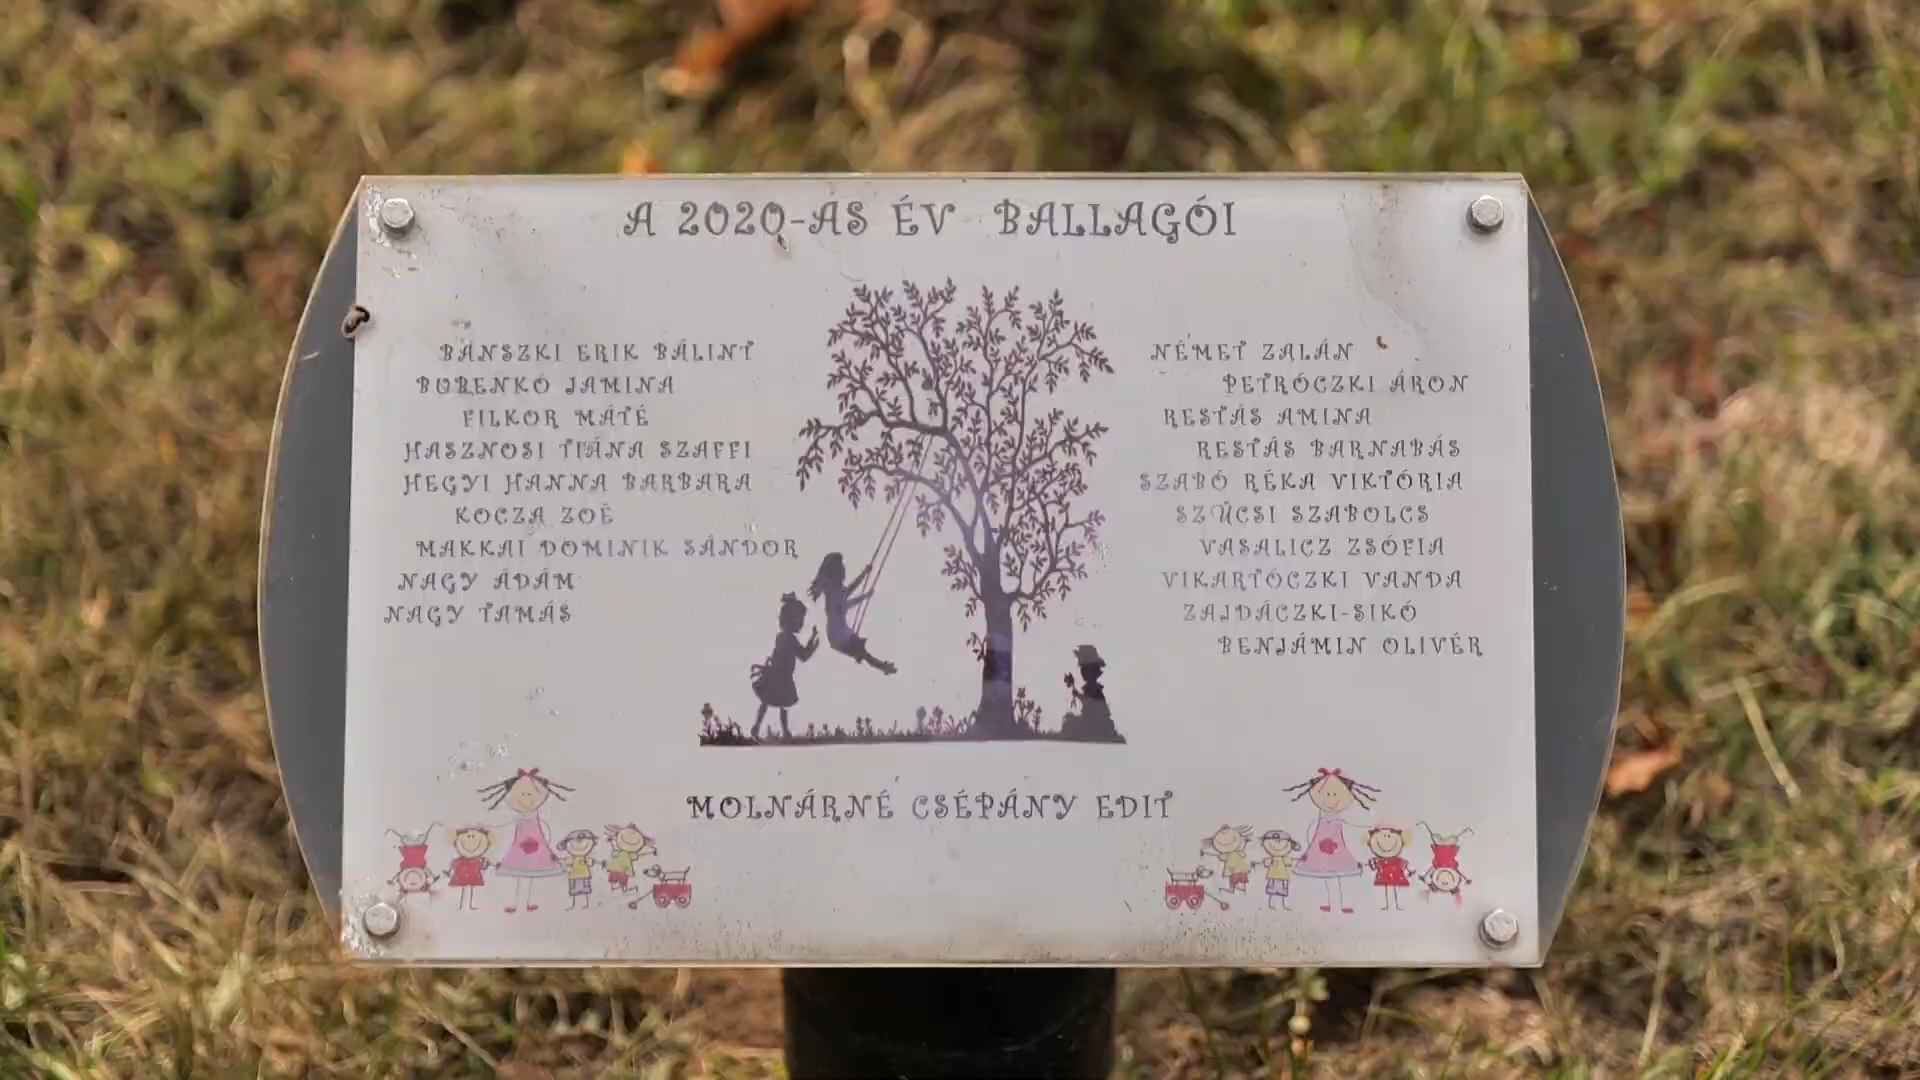 A 2020-AS ÉV BALLAGÓI
BÁNSZKI ERIK BÁLINT
BUBENKÓ JAMINA
FILKOR MÁTÉ
HASZNOSI TIÁNA SZAFFI
HEGYI HANNA BARBARA
KOCZA ZOÉ
MAKKAI DOMINIK SÁNDOR
NAGY ÁDÁM
NAGY TAMÁS
NÉMET ZALÁN
PETRÓCZKI ÁRON
RESTÁS AMINA
RESTÁS BARNABÁS
SZABÓ RÉKA VIKTÓRIA
SZŰCSI SZABOLCS
VASALICZ ZSÓFIA
VIKARTÓCZKI VANDA
ZAJDÁCZKI-SIKÓ
BENJÁMIN OLIVÉR
MOLNÁRNÉ CSÉPÁNY EDIT